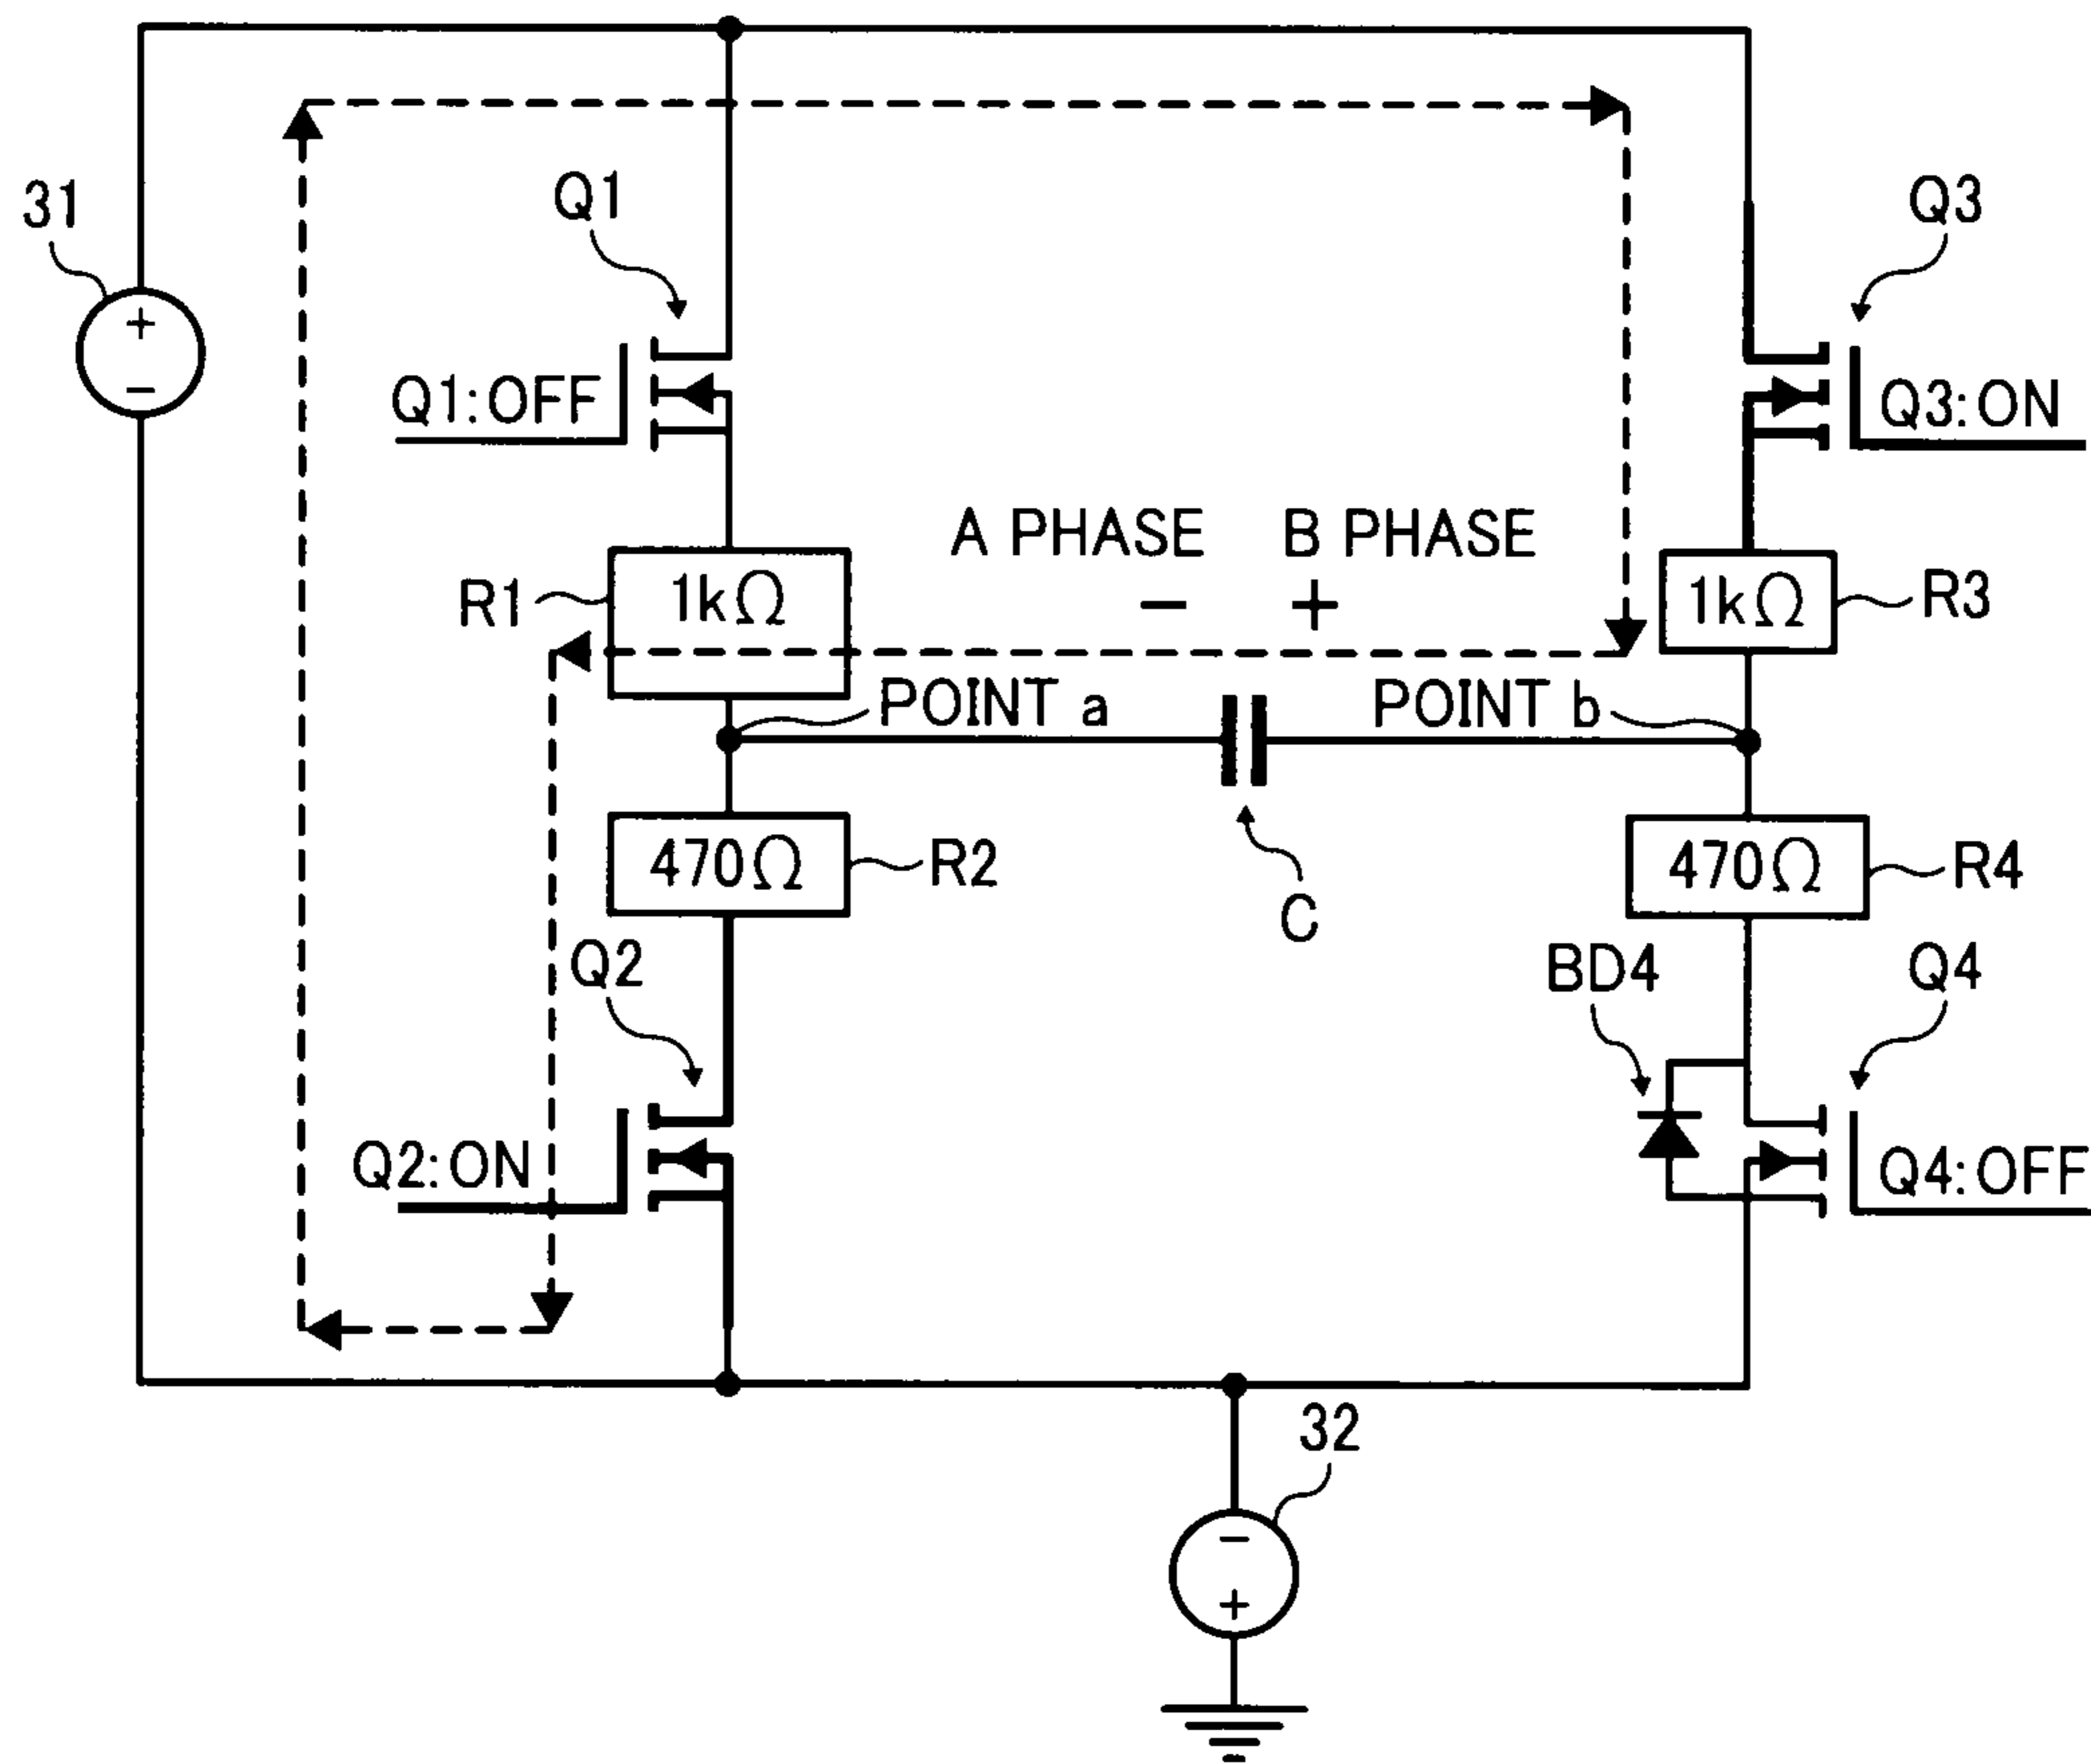 31
Q1
Q3
+
−
Q1:OFF
Q3:ON
A PHASE B PHASE
− +
R1
1kΩ
1kΩ
R3
POINT a
POINT b
470Ω
R2
C
470Ω
R4
Q2
BD4
Q4
Q2:ON
Q4:OFF
32
−
+